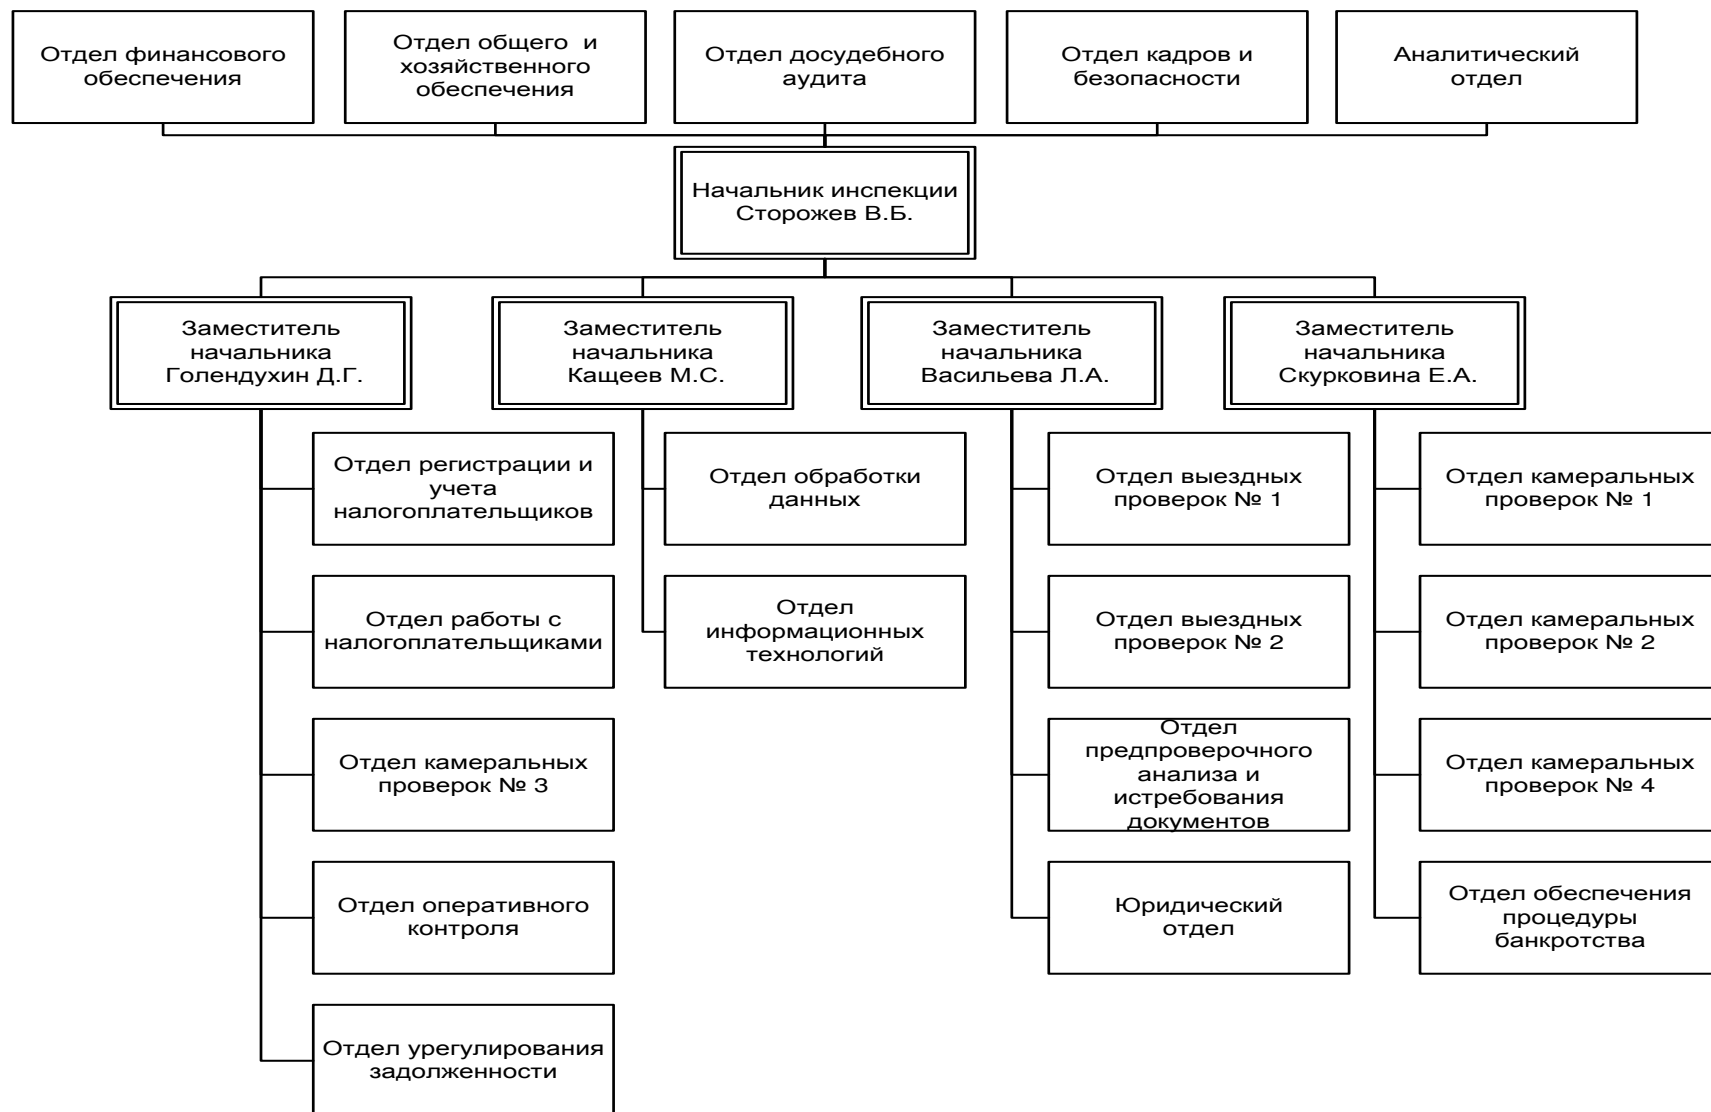 Отдел финансового
обеспечения
Отдел общего и
хозяйственного
обеспечения
Отдел досудебного
аудита
Отдел кадров и
безопасности
Аналитический
отдел
Начальник инспекции
Сторожев В.Б.
Заместитель
начальника
Голендухин Д.Г.
Заместитель
начальника
Кащеев М.С.
Заместитель
начальника
Васильева Л.А.
Заместитель
начальника
Скурковина Е.А.
Отдел регистрации и
учета
налогоплательщиков
Отдел работы с
налогоплательщиками
Отдел камеральных
проверок № 3
Отдел оперативного
контроля
Отдел урегулирования
задолженности
Отдел обработки
данных
Отдел
информационных
технологий
Отдел выездных
проверок № 1
Отдел выездных
проверок № 2
Отдел
предпроверочного
анализа и
истребования
документов
Юридический
отдел
Отдел камеральных
проверок № 1
Отдел камеральных
проверок № 2
Отдел камеральных
проверок № 4
Отдел обеспечения
процедуры
банкротства